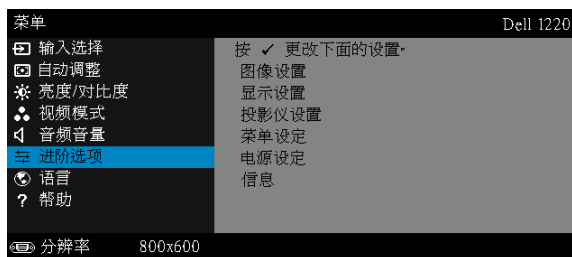 菜单 Dell 1220
输入选择
自动调整
亮度/对比度
视频模式
音频音量
进阶选项
语言
帮助
按 ✓ 更改下面的设置。
图像设置
显示设置
投影仪设置
菜单设定
电源设定
信息
分辨率 800x600